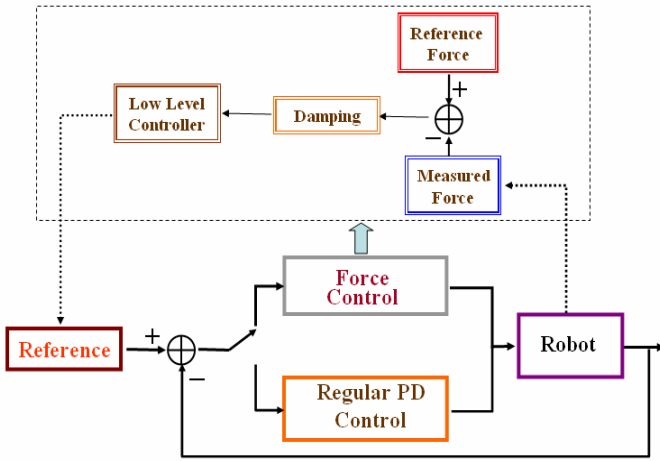 Reference
Force
+
Low Level
Controller
Damping
−
Measured
Force
Force
Control
+
Reference
−
Robot
Regular PD
Control